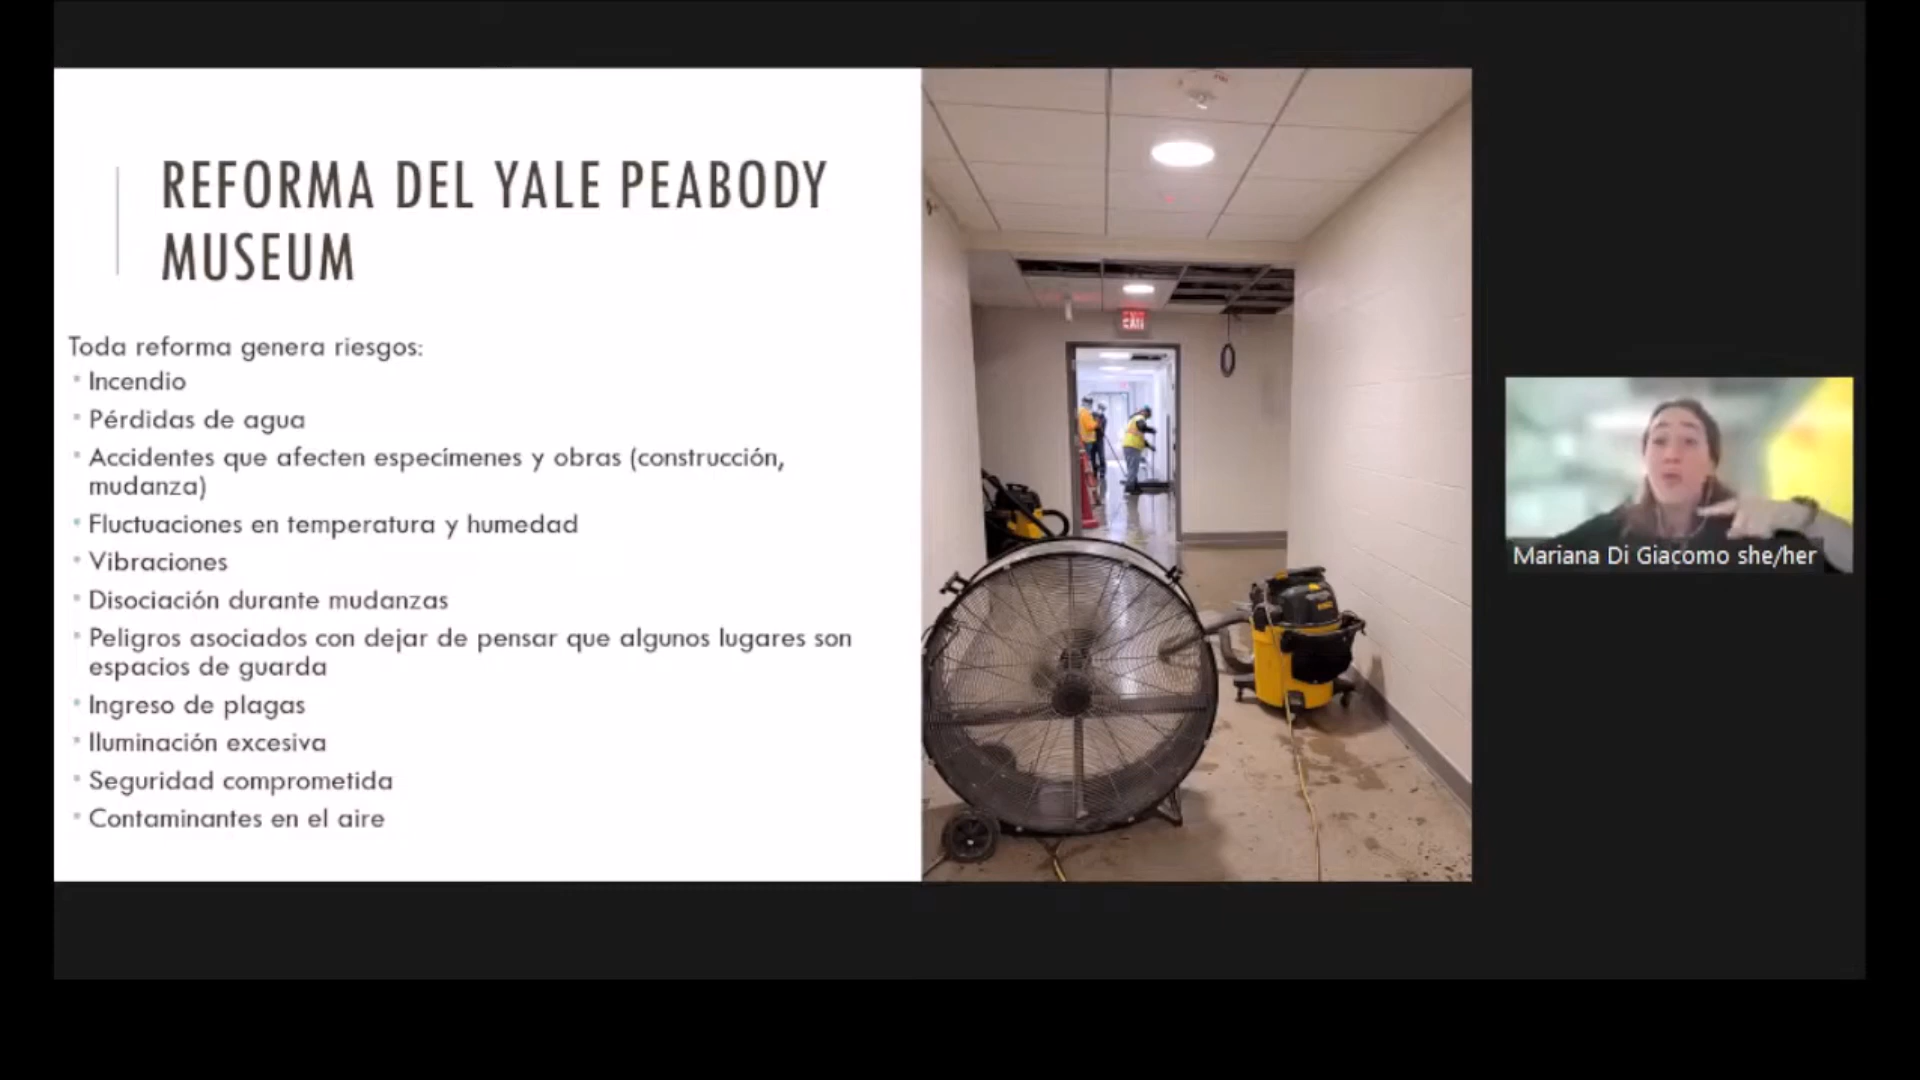 REFORMA DEL YALE PEABODY
MUSEUM
Toda reforma genera riesgos:
Incendio
Pérdidas de agua
Accidentes que afecten especímenes y obras (construcción,
mudanza)
Fluctuaciones en temperatura y humedad
Vibraciones
Disociación durante mudanzas
Peligros asociados con dejar de pensar que algunos lugares son
espacios de guarda
Ingreso de plagas
Iluminación excesiva
Seguridad comprometida
Contaminantes en el aire
EXIT
Mariana Di Giacomo she/her